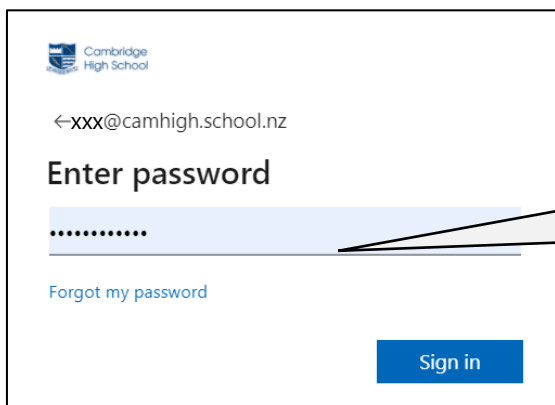 Cambridge
High School
←xxx@camhigh.school.nz
Enter password
••••••••••••
Forgot my password
Sign in